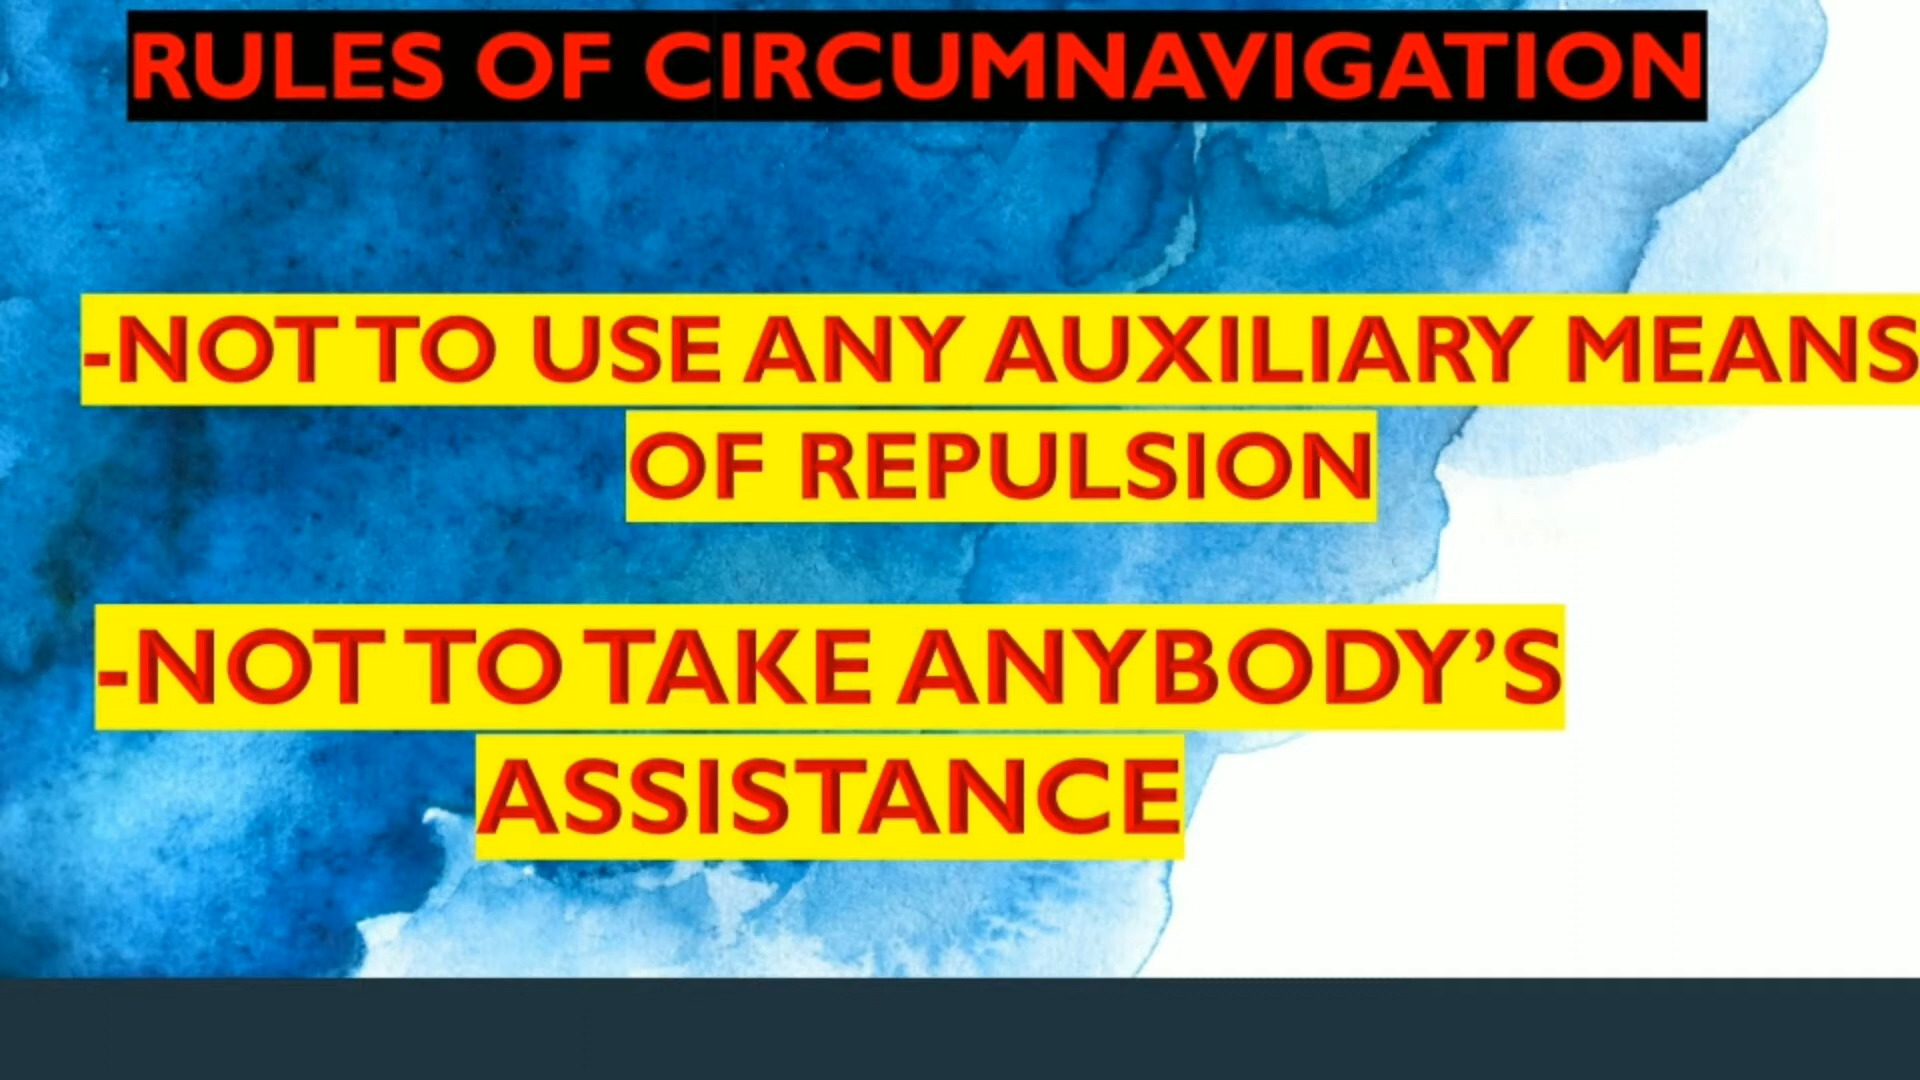 RULES OF CIRCUMNAVIGATION
-NOT TO USE ANY AUXILIARY MEANS
OF REPULSION
-NOT TO TAKE ANYBODY’S
ASSISTANCE